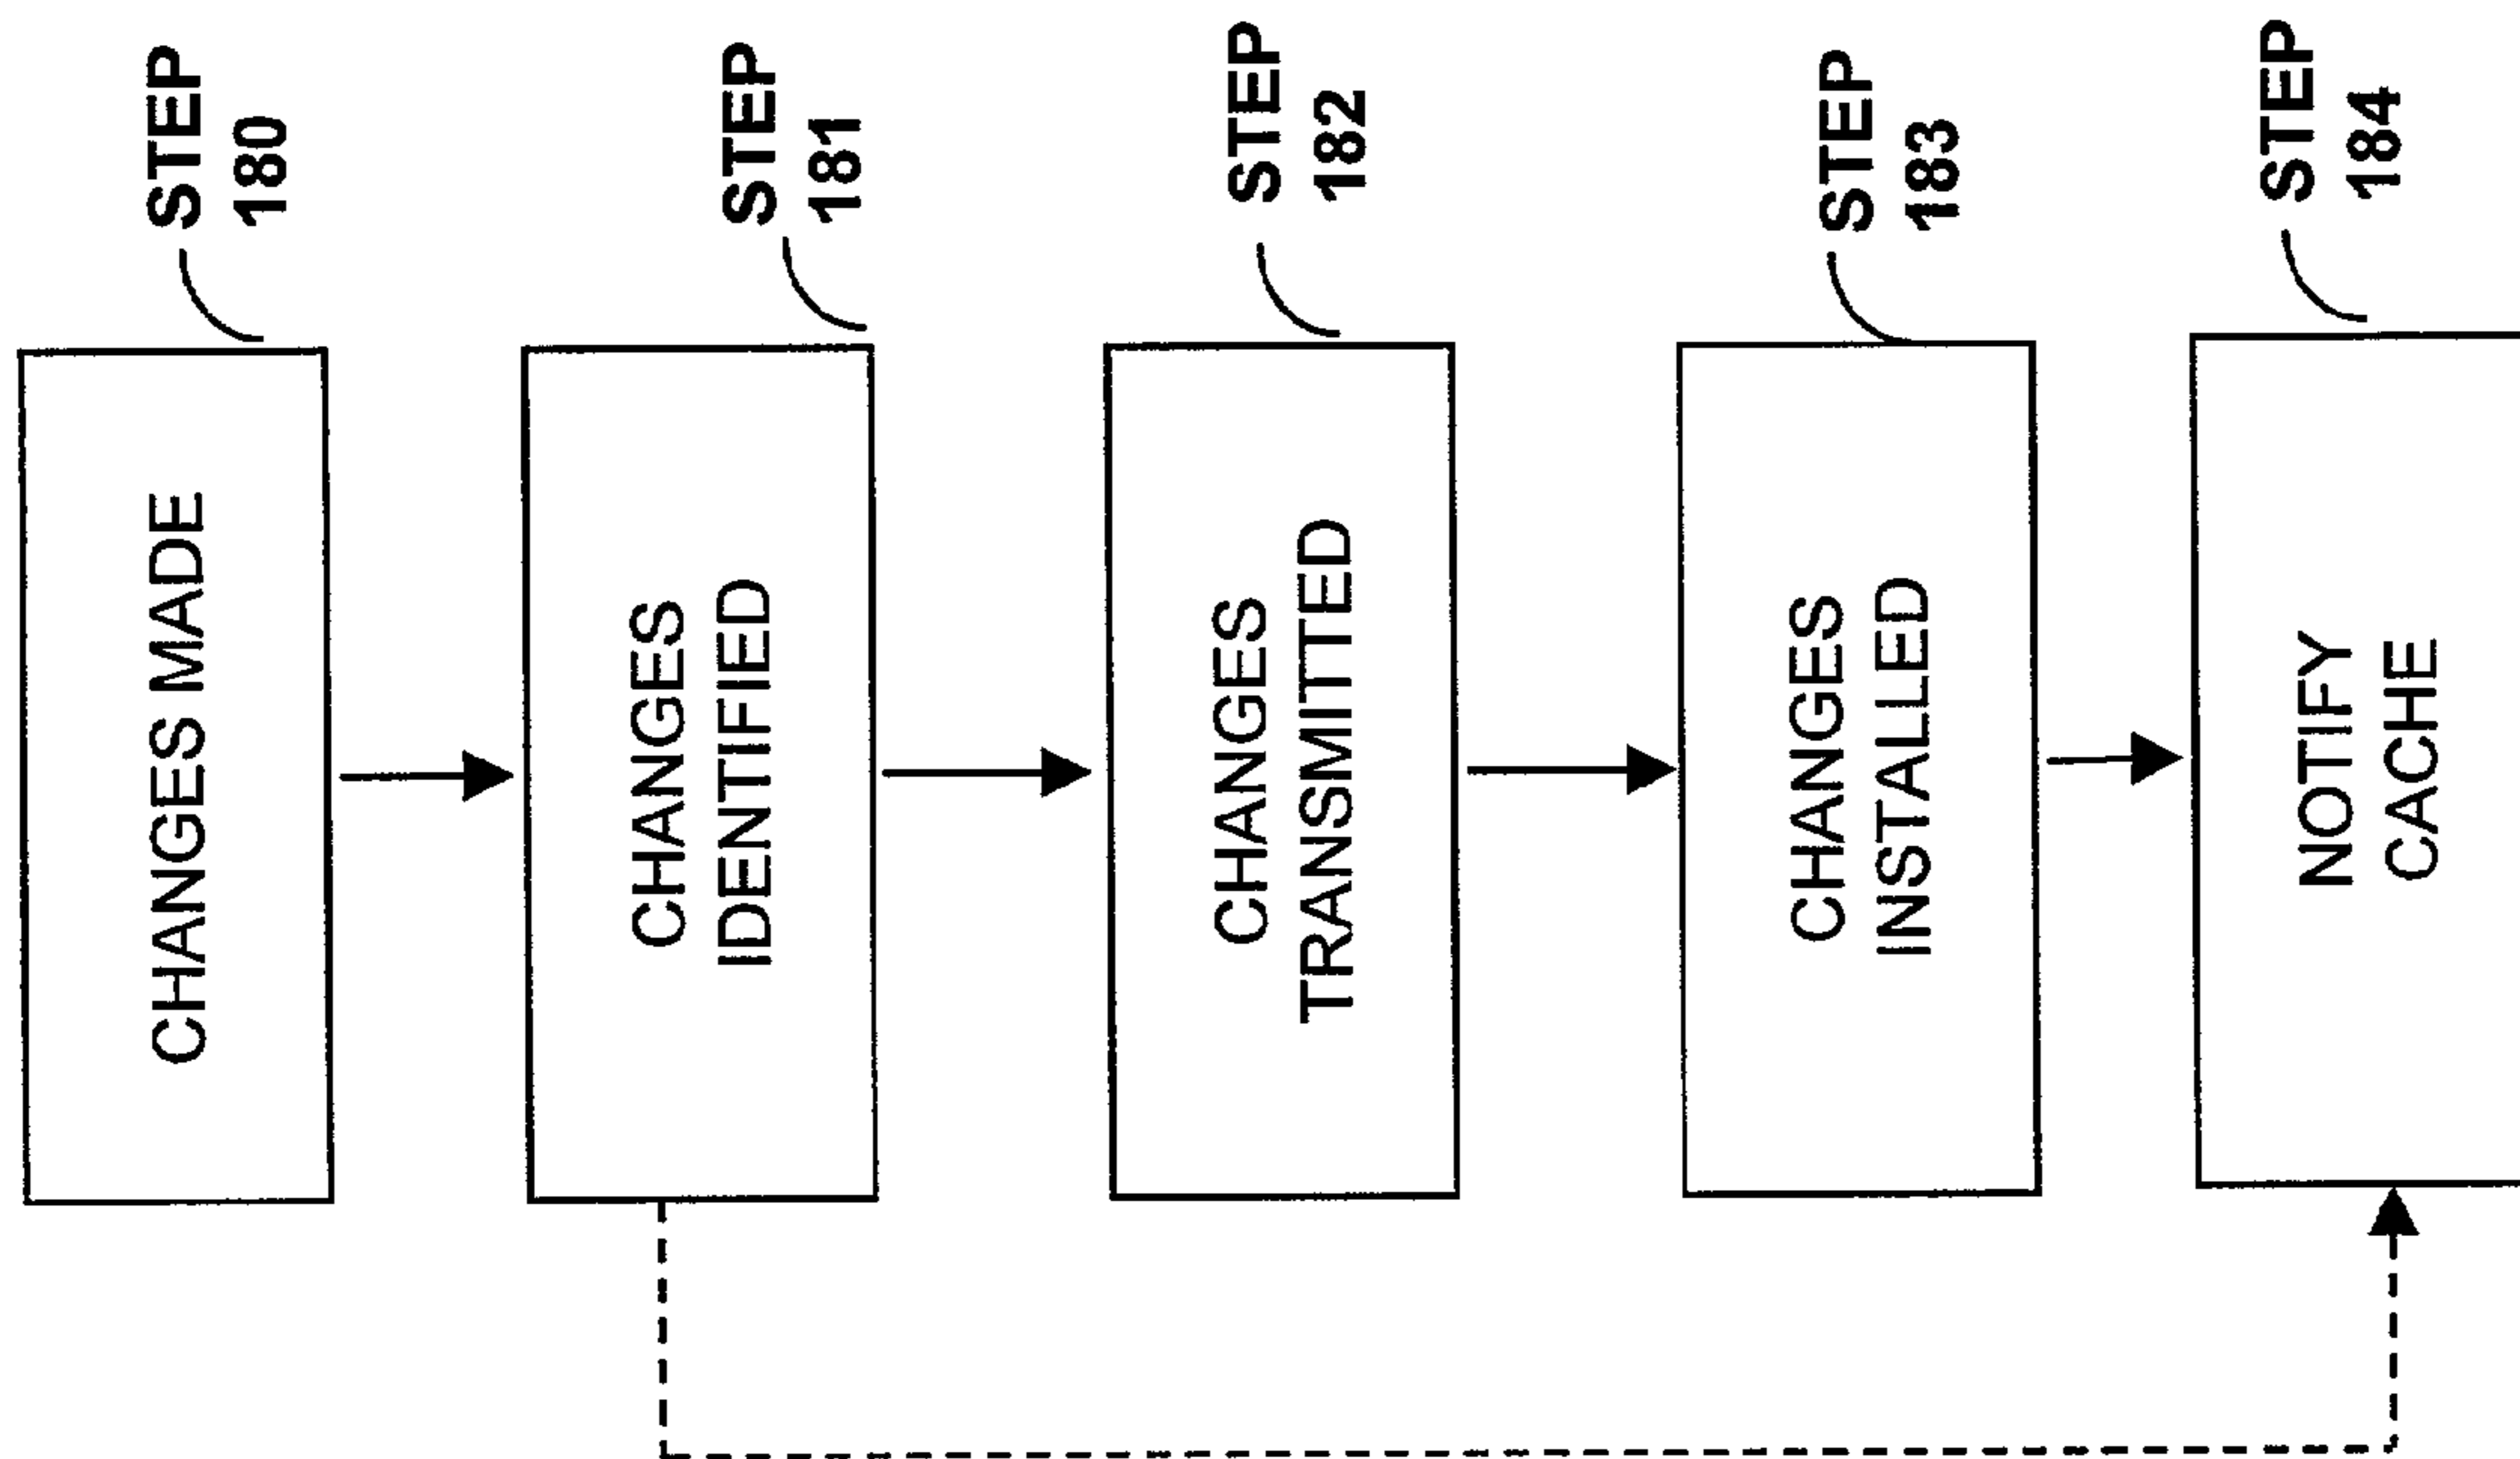 STEP
180
CHANGES MADE
STEP
181
CHANGES
IDENTIFIED
STEP
182
CHANGES
TRANSMITTED
STEP
183
CHANGES
INSTALLED
STEP
184
NOTIFY
CACHE